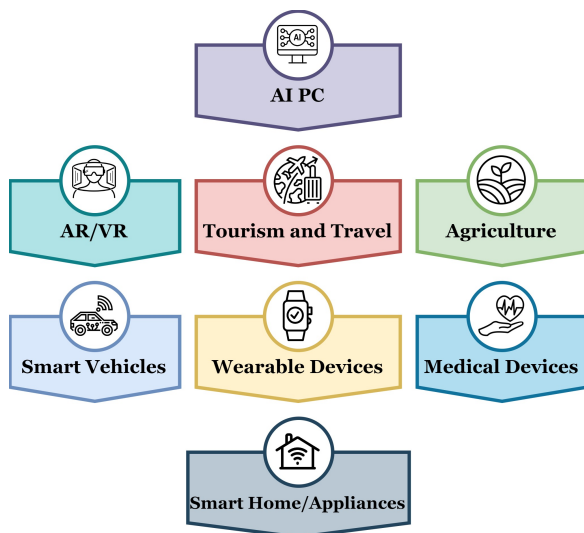 AI
AI PC
AR/VR
Tourism and Travel
Agriculture
Smart Vehicles
Wearable Devices
Medical Devices
Smart Home/Appliances